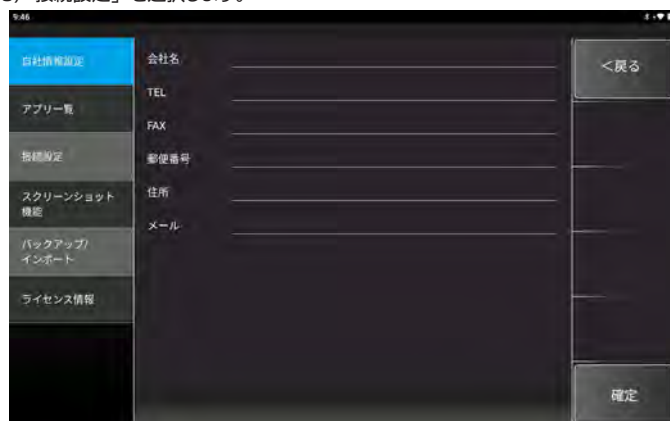 接続設定」を選択します。
9:46
自社情報設定
アプリ一覧
接続設定
スクリーンショット
機能
バックアップ/
インポート
ライセンス情報
会社名
TEL
FAX
郵便番号
住所
メール
<戻る
確定